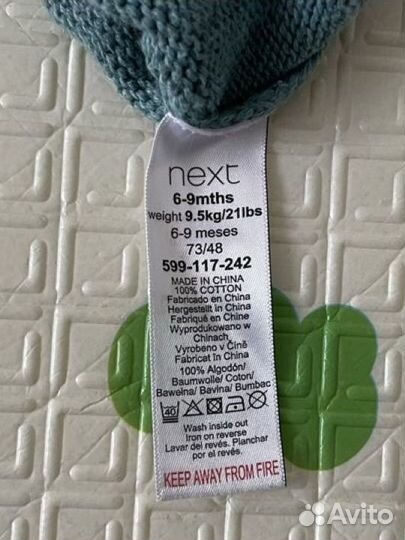 next
6-9mths
weight 9.5kg/21lbs
6-9 meses
73/48
599-117-242
MADE IN CHINA
100% COTTON
Fabricado en China
Hergestellt in China
Fabriqué en Chine
Wyprodukowano w
Chinach
Vyrobeno v Číně
Fabricat în China
100% Algodón/
Baumwolle/ Coton/
Bawełna/ Bavlna/ Bumbac
40
Wash inside out
Iron on reverse
Lavar del revés. Planchar
por el revés.
KEEP AWAY FROM FIRE
Avito